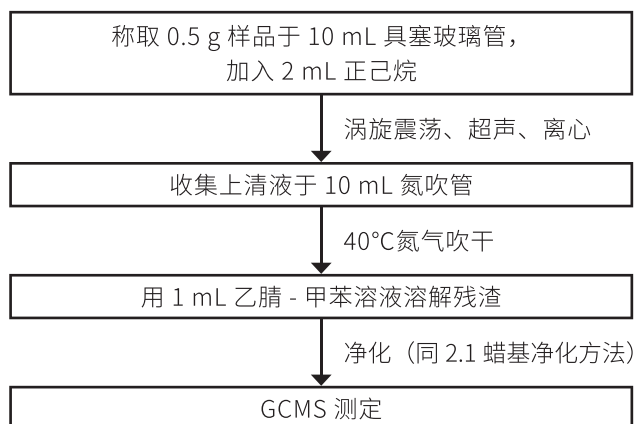 称取 0.5 g 样品于 10 mL 具塞玻璃管，
加入 2 mL 正己烷
涡旋震荡、超声、离心
收集上清液于 10 mL 氮吹管
40℃氮气吹干
用 1 mL 乙腈 - 甲苯溶液溶解残渣
净化（同 2.1 蜡基净化方法）
GCMS 测定